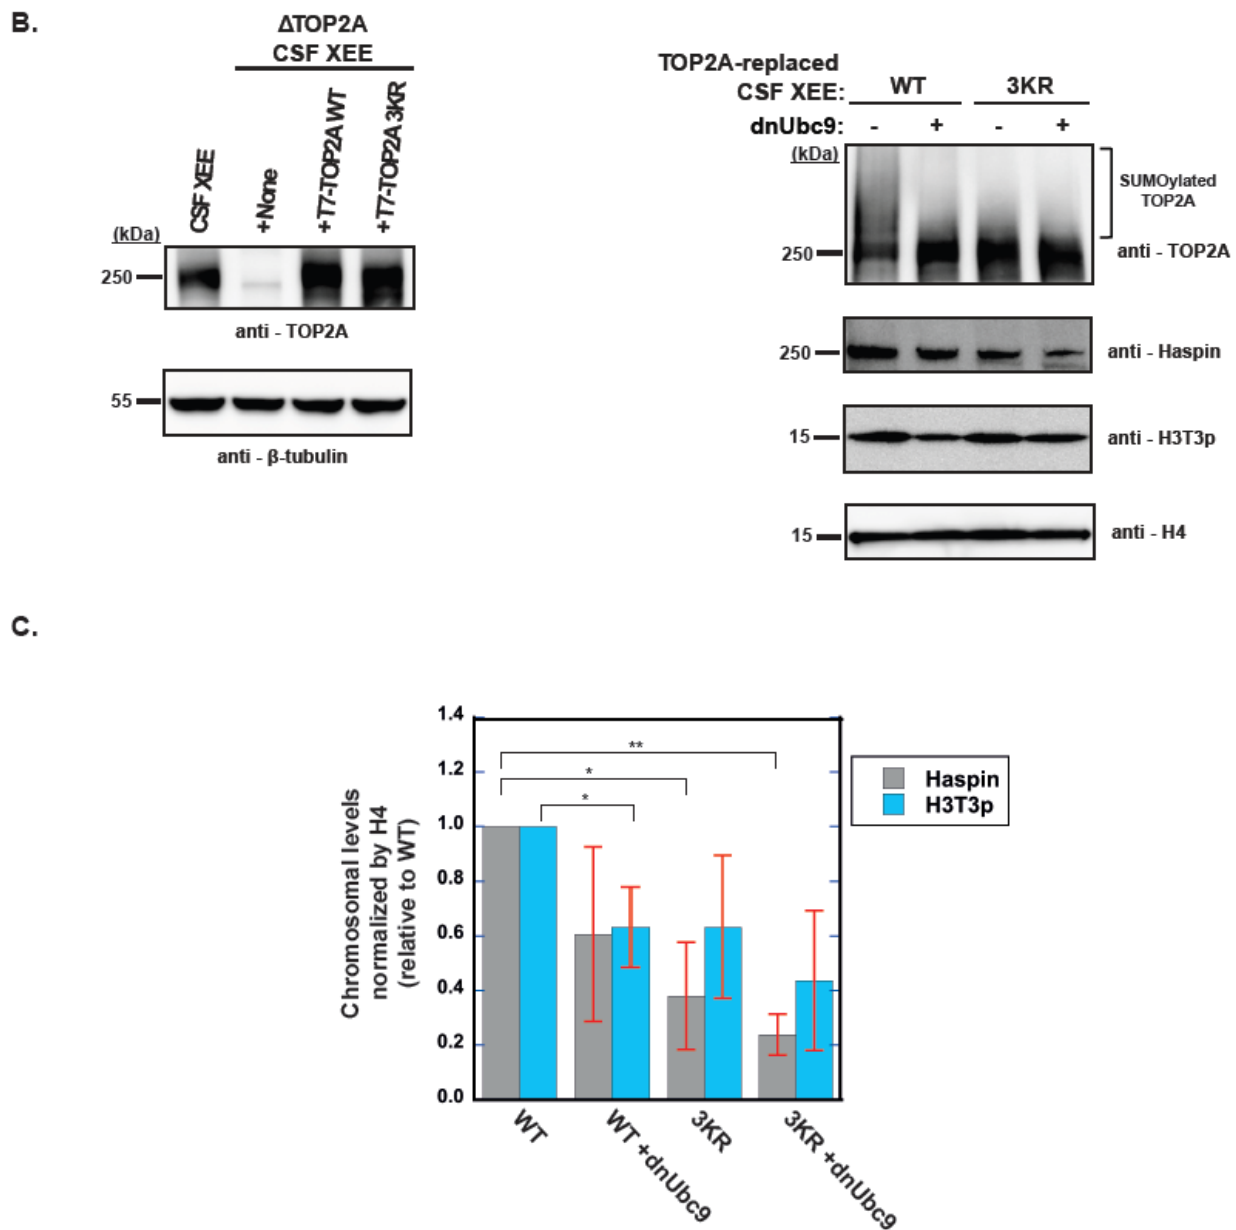 B.
ΔTOP2A
CSF XEE
CSF XEE
+None
+T7-TOP2A WT
+T7-TOP2A 3KR
(kDa)
250
anti - TOP2A
55
anti - β-tubulin
TOP2A-replaced
CSF XEE:
WT
3KR
dnUbc9:
- + - +
(kDa)
SUMOylated
TOP2A
250
anti - TOP2A
250
anti - Haspin
15
anti - H3T3p
15
anti - H4
C.
Chromosomal levels
normalized by H4
(relative to WT)
1.4
1.2
1.0
0.8
0.6
0.4
0.2
0.0
**
*
*
Haspin
H3T3p
WT
WT +dnUbc9
3KR
3KR +dnUbc9